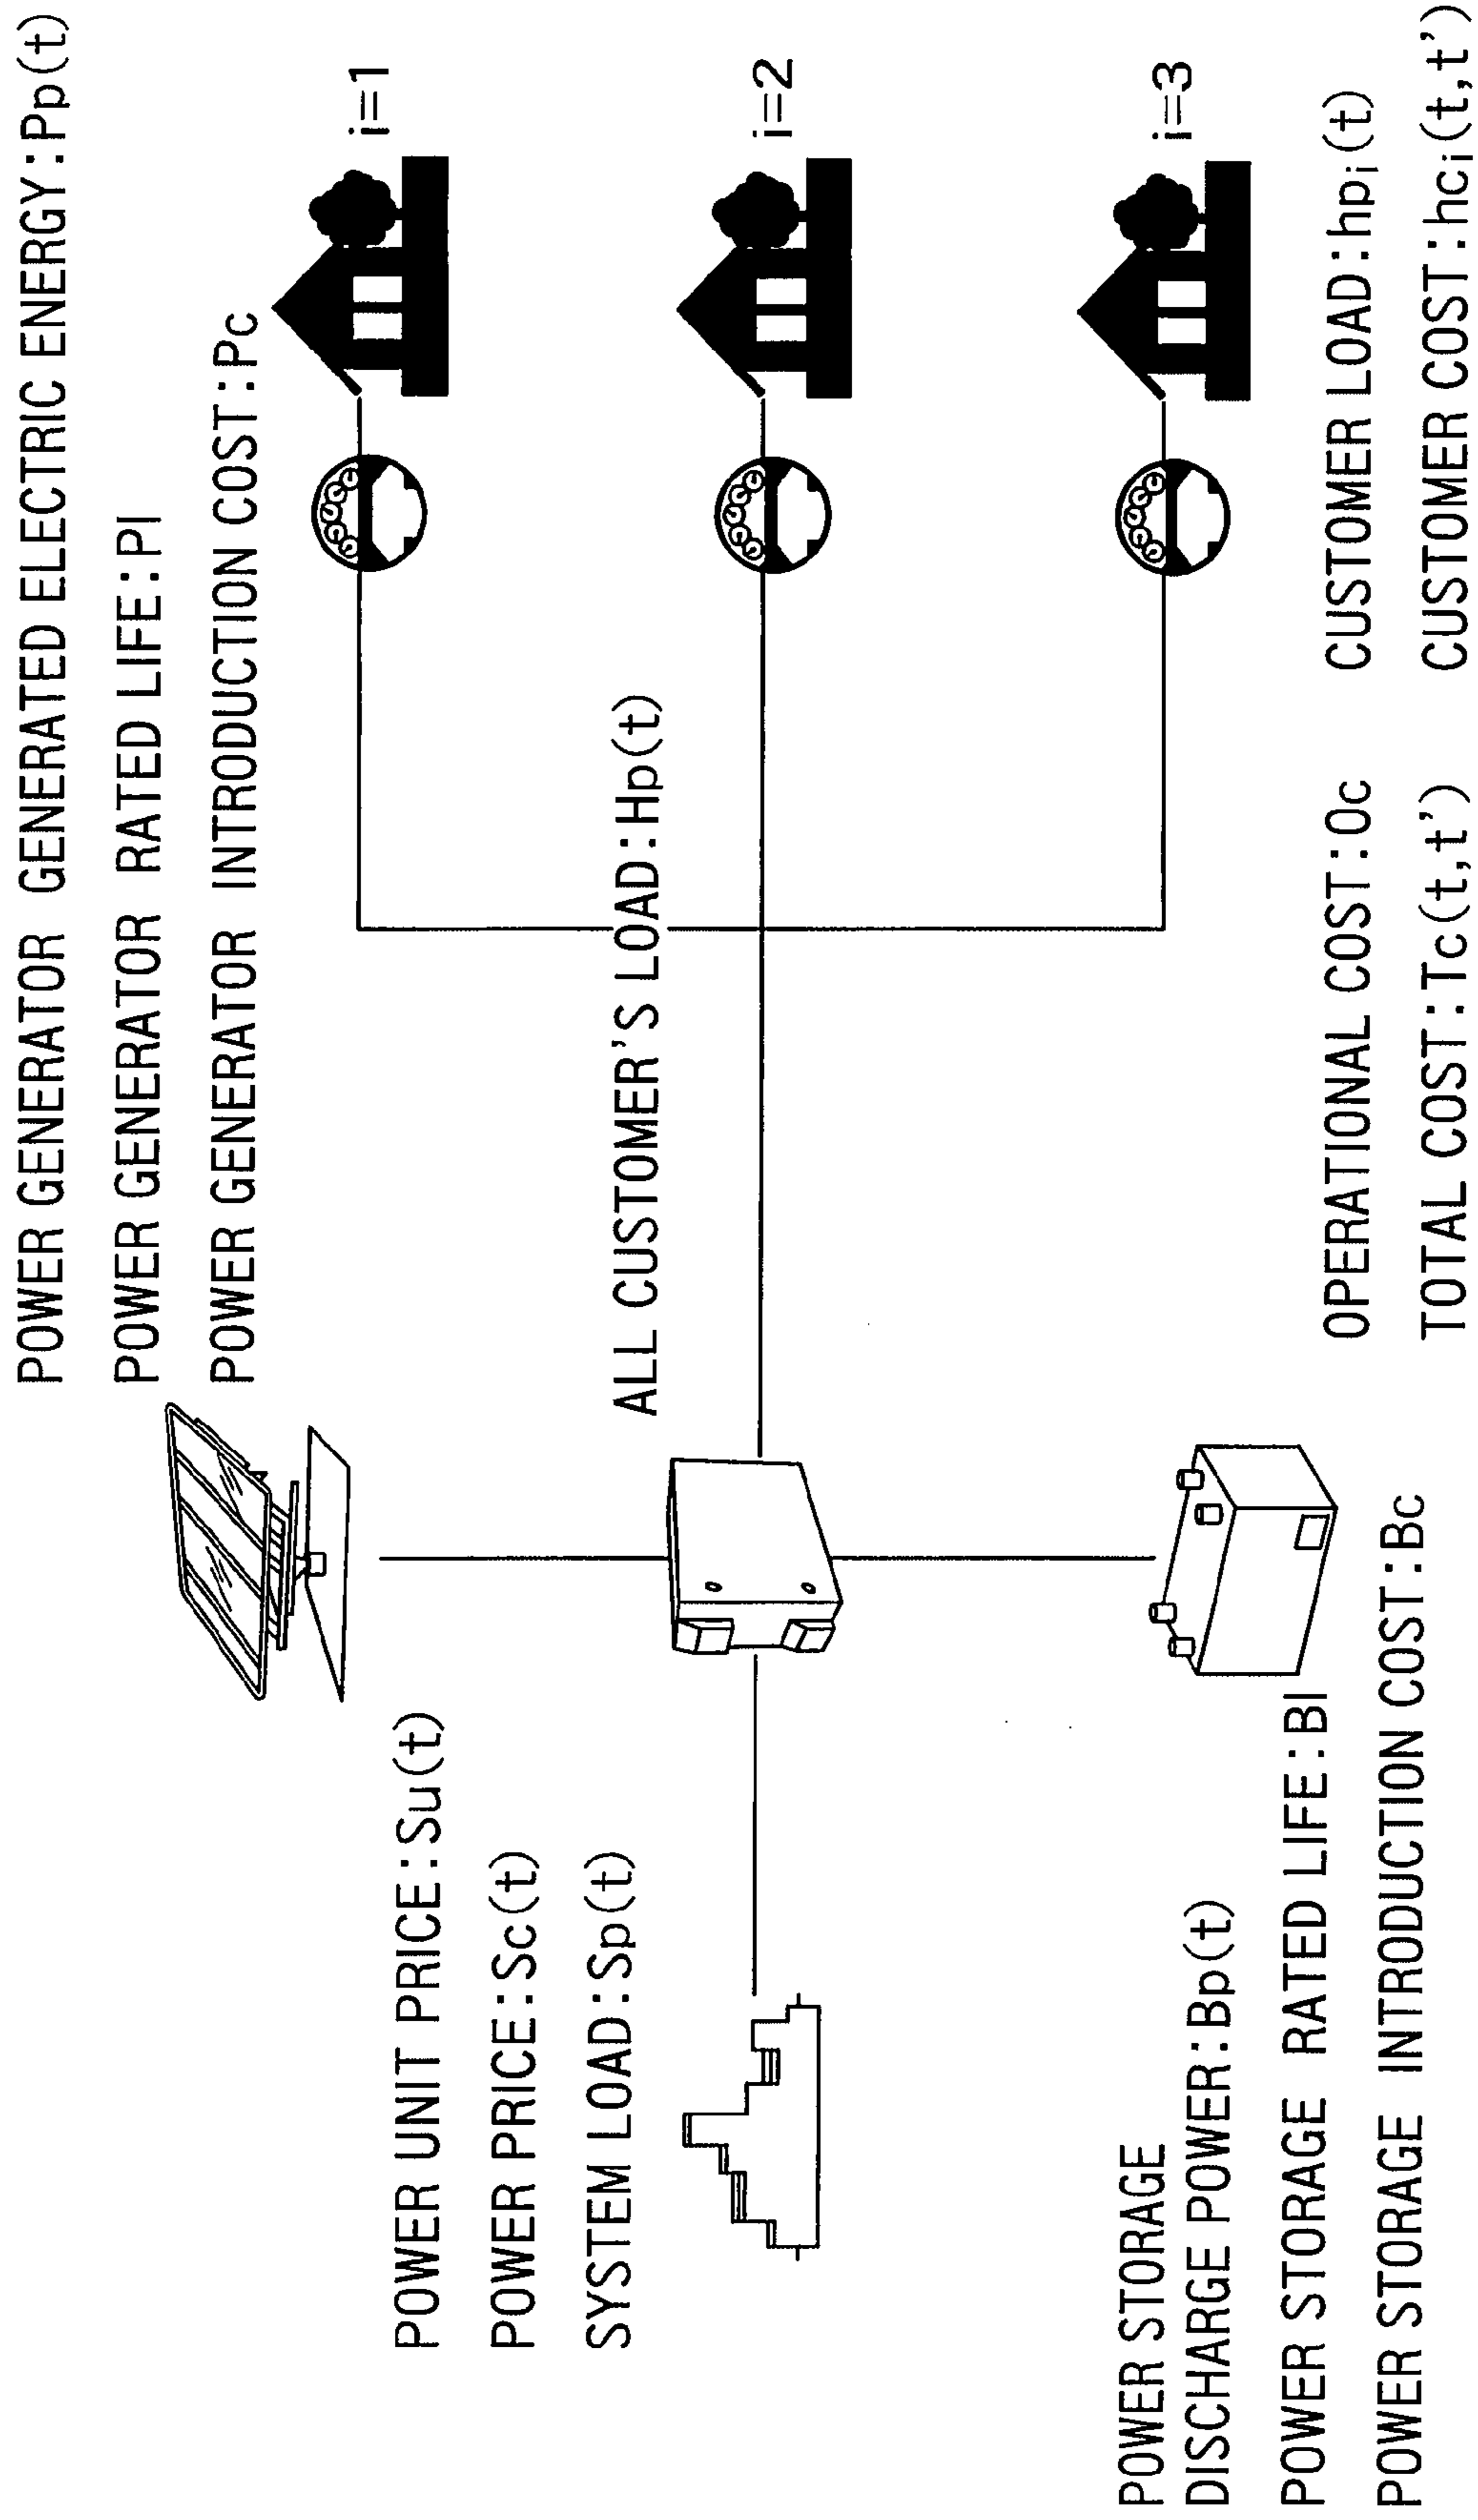 POWER GENERATOR GENERATED ELECTRIC ENERGY:Pp(t)
POWER GENERATOR RATED LIFE:Pl
POWER GENERATOR INTRODUCTION COST:Pc
i=1
POWER UNIT PRICE:Su(t)
POWER PRICE:Sc(t)
SYSTEM LOAD:Sp(t)
ALL CUSTOMER'S LOAD:Hp(t)
i=2
i=3
POWER STORAGE
DISCHARGE POWER:Bp(t)
POWER STORAGE RATED LIFE:Bl
POWER STORAGE INTRODUCTION COST:Bc
OPERATIONAL COST:Oc
TOTAL COST:Tc(t,t')
CUSTOMER LOAD:hpi(t)
CUSTOMER COST:hci(t,t')